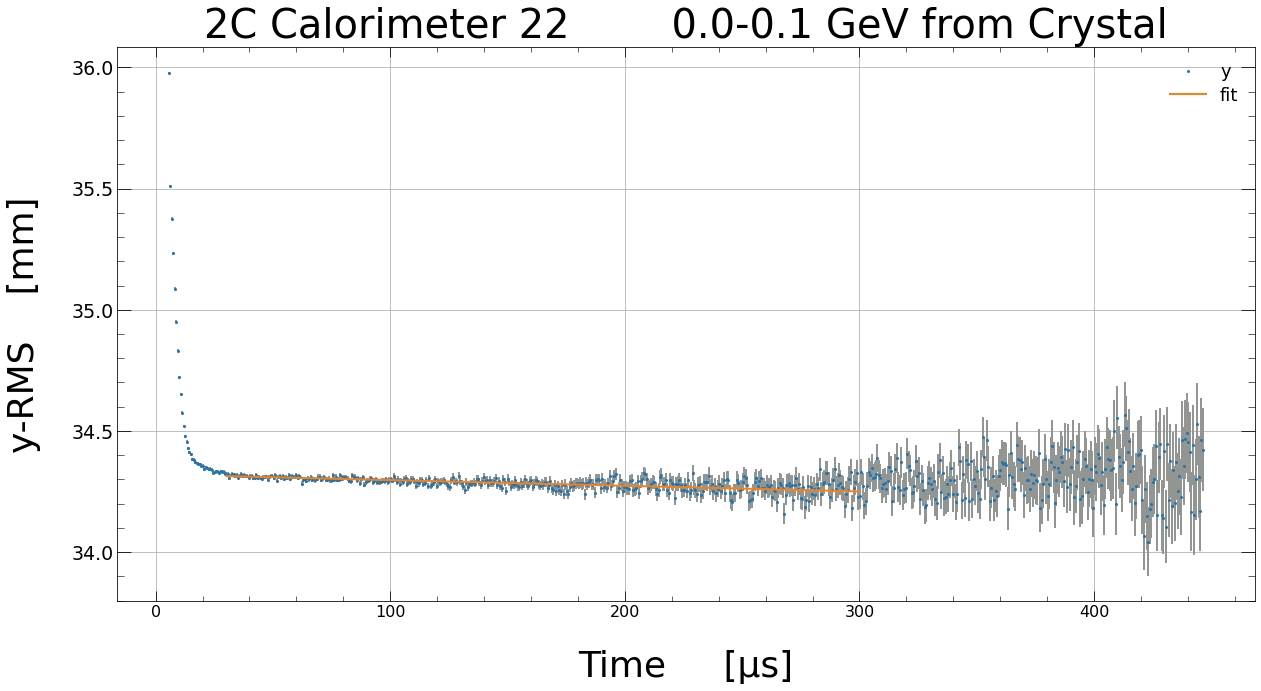 2C Calorimeter 22 0.0-0.1 GeV from Crystal
y
fit
36.0
35.5
35.0
34.5
34.0
y-RMS [mm]
0 100 200 300 400
Time [μs]